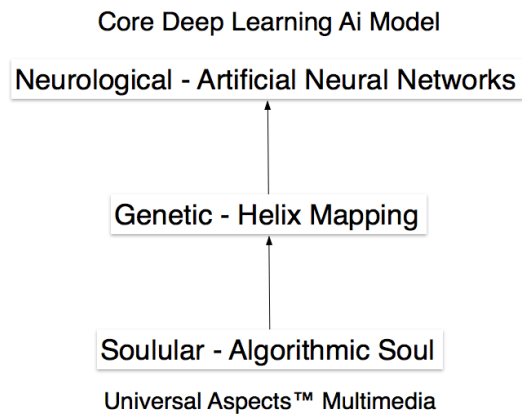 Core Deep Learning Ai Model
Neurological - Artificial Neural Networks
Genetic - Helix Mapping
Soulular - Algorithmic Soul
Universal Aspects™ Multimedia